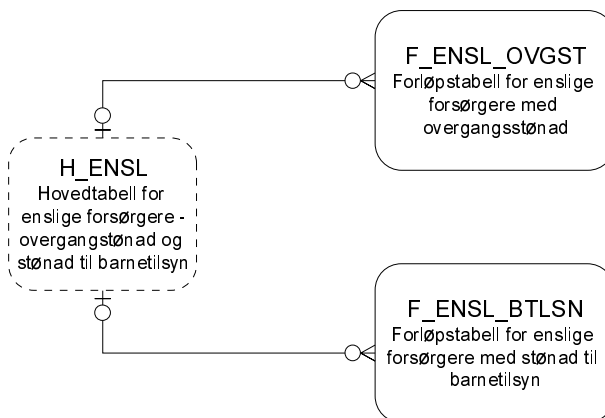 F_ENSL_OVGST
Forløpstabell for enslige
forsørgere med
overgangsstønad
H_ENSL
Hovedtabell for
enslige forsørgere -
overgangstønad og
stønad til barnetilsyn
F_ENSL_BTLSN
Forløpstabell for enslige
forsørgere med stønad til
barnetilsyn